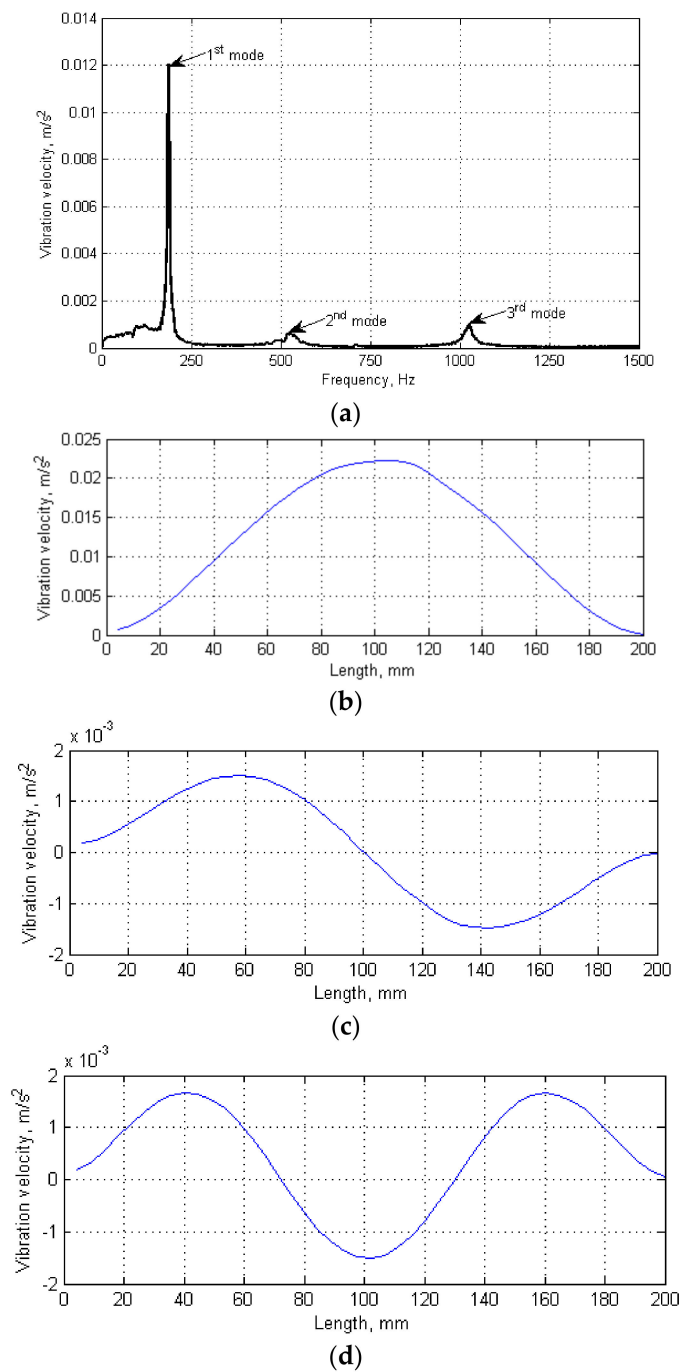 0.014
0.012
0.01
0.008
0.006
0.004
0.002
0
Vibration velocity, m/s²
1st mode
2nd mode
3rd mode
0 250 500 750 1000 1250 1500
Frequency, Hz
(a)
0.025
0.02
0.015
0.01
0.005
0
Vibration velocity, m/s²
0 20 40 60 80 100 120 140 160 180 200
Length, mm
(b)
x 10-3
2
1
0
-1
-2
Vibration velocity, m/s²
0 20 40 60 80 100 120 140 160 180 200
Length, mm
(c)
x 10-3
2
1
0
-1
-2
Vibration velocity, m/s²
0 20 40 60 80 100 120 140 160 180 200
Length, mm
(d)